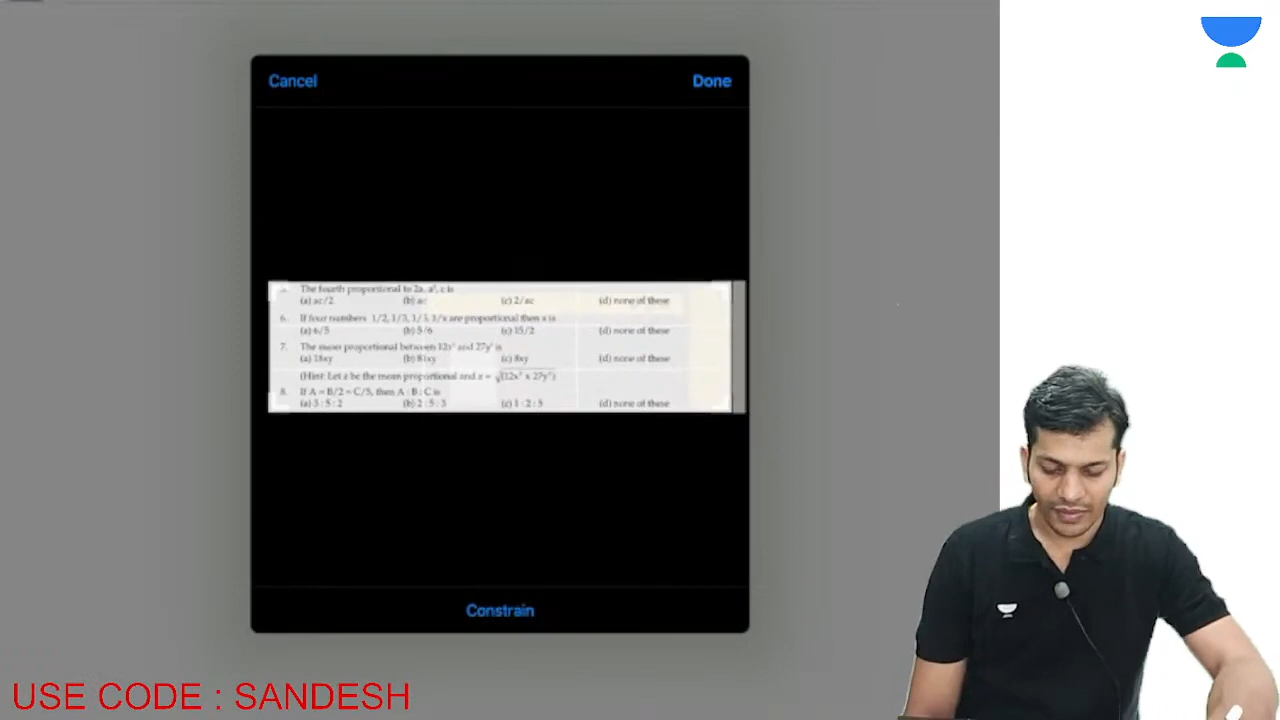 Cancel
Done
The fourth proportional to 2a, a², c is
(a) ac/2 (b) ac (c) 2/ac (d) none of these
6. If four numbers 1/2, 1/3, 1/5, 1/x are proportional then x is
(a) 6/5 (b) 5/6 (c) 15/2 (d) none of these
7. The mean proportional between 12x² and 27y² is
(a) 18xy (b) 81xy (c) 8xy (d) none of these
(Hint: Let z be the mean proportional and z = √(12x² x 27y²)
8. If A = B/2 = C/5, then A : B : C is
(a) 3 : 5 : 2 (b) 2 : 5 : 3 (c) 1 : 2 : 5 (d) none of these
Constrain
USE CODE : SANDESH